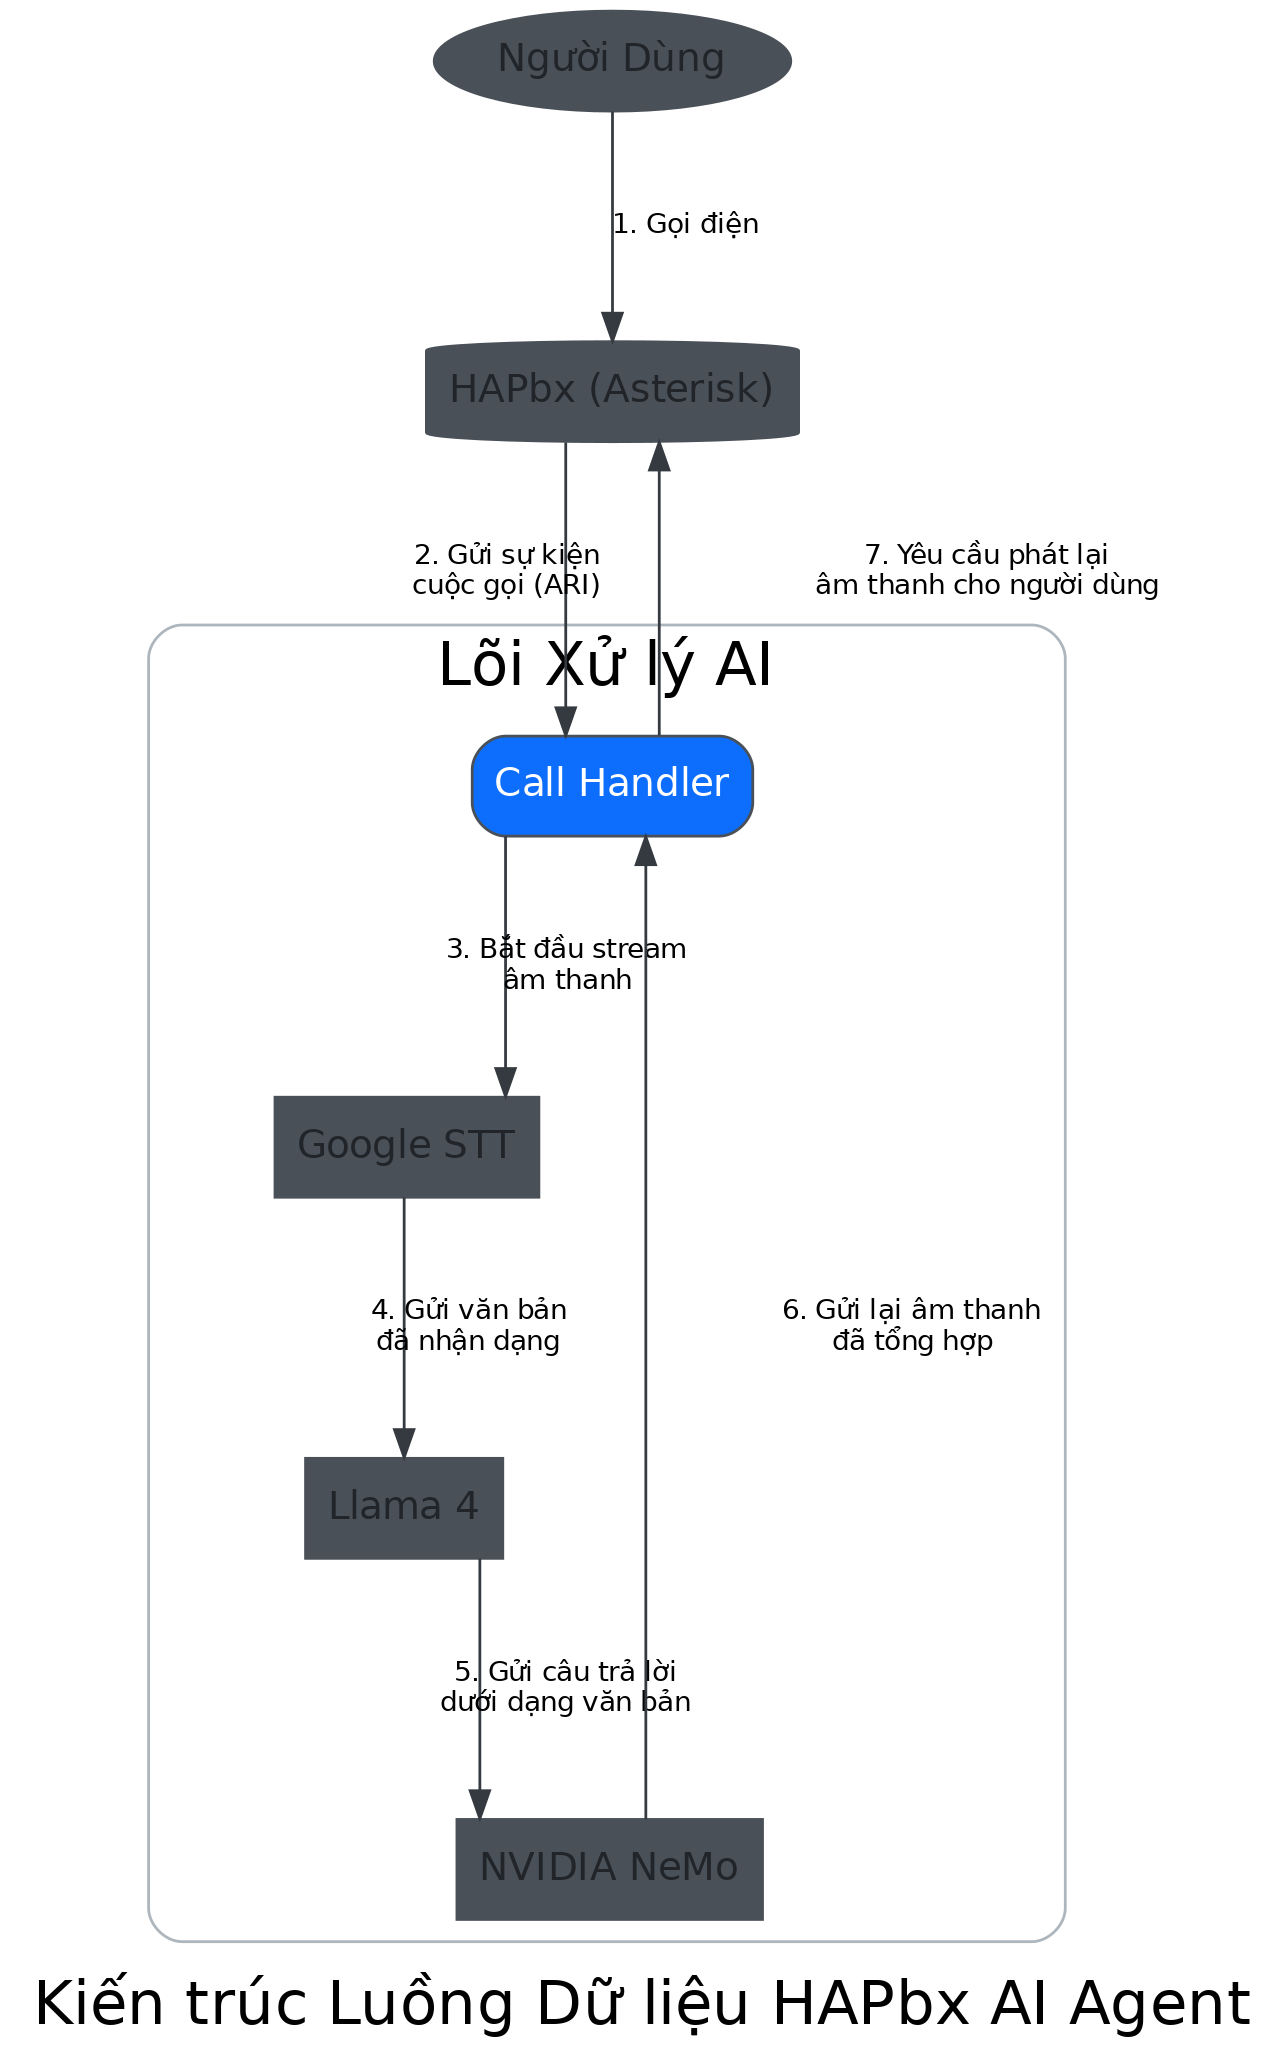 Người Dùng
1. Gọi điện
HAPbx (Asterisk)
2. Gửi sự kiện
cuộc gọi (ARI)
7. Yêu cầu phát lại
âm thanh cho người dùng
Lõi Xử lý AI
Call Handler
3. Bắt đầu stream
âm thanh
Google STT
4. Gửi văn bản
đã nhận dạng
6. Gửi lại âm thanh
đã tổng hợp
Llama 4
5. Gửi câu trả lời
dưới dạng văn bản
NVIDIA NeMo
Kiến trúc Luồng Dữ liệu HAPbx AI Agent